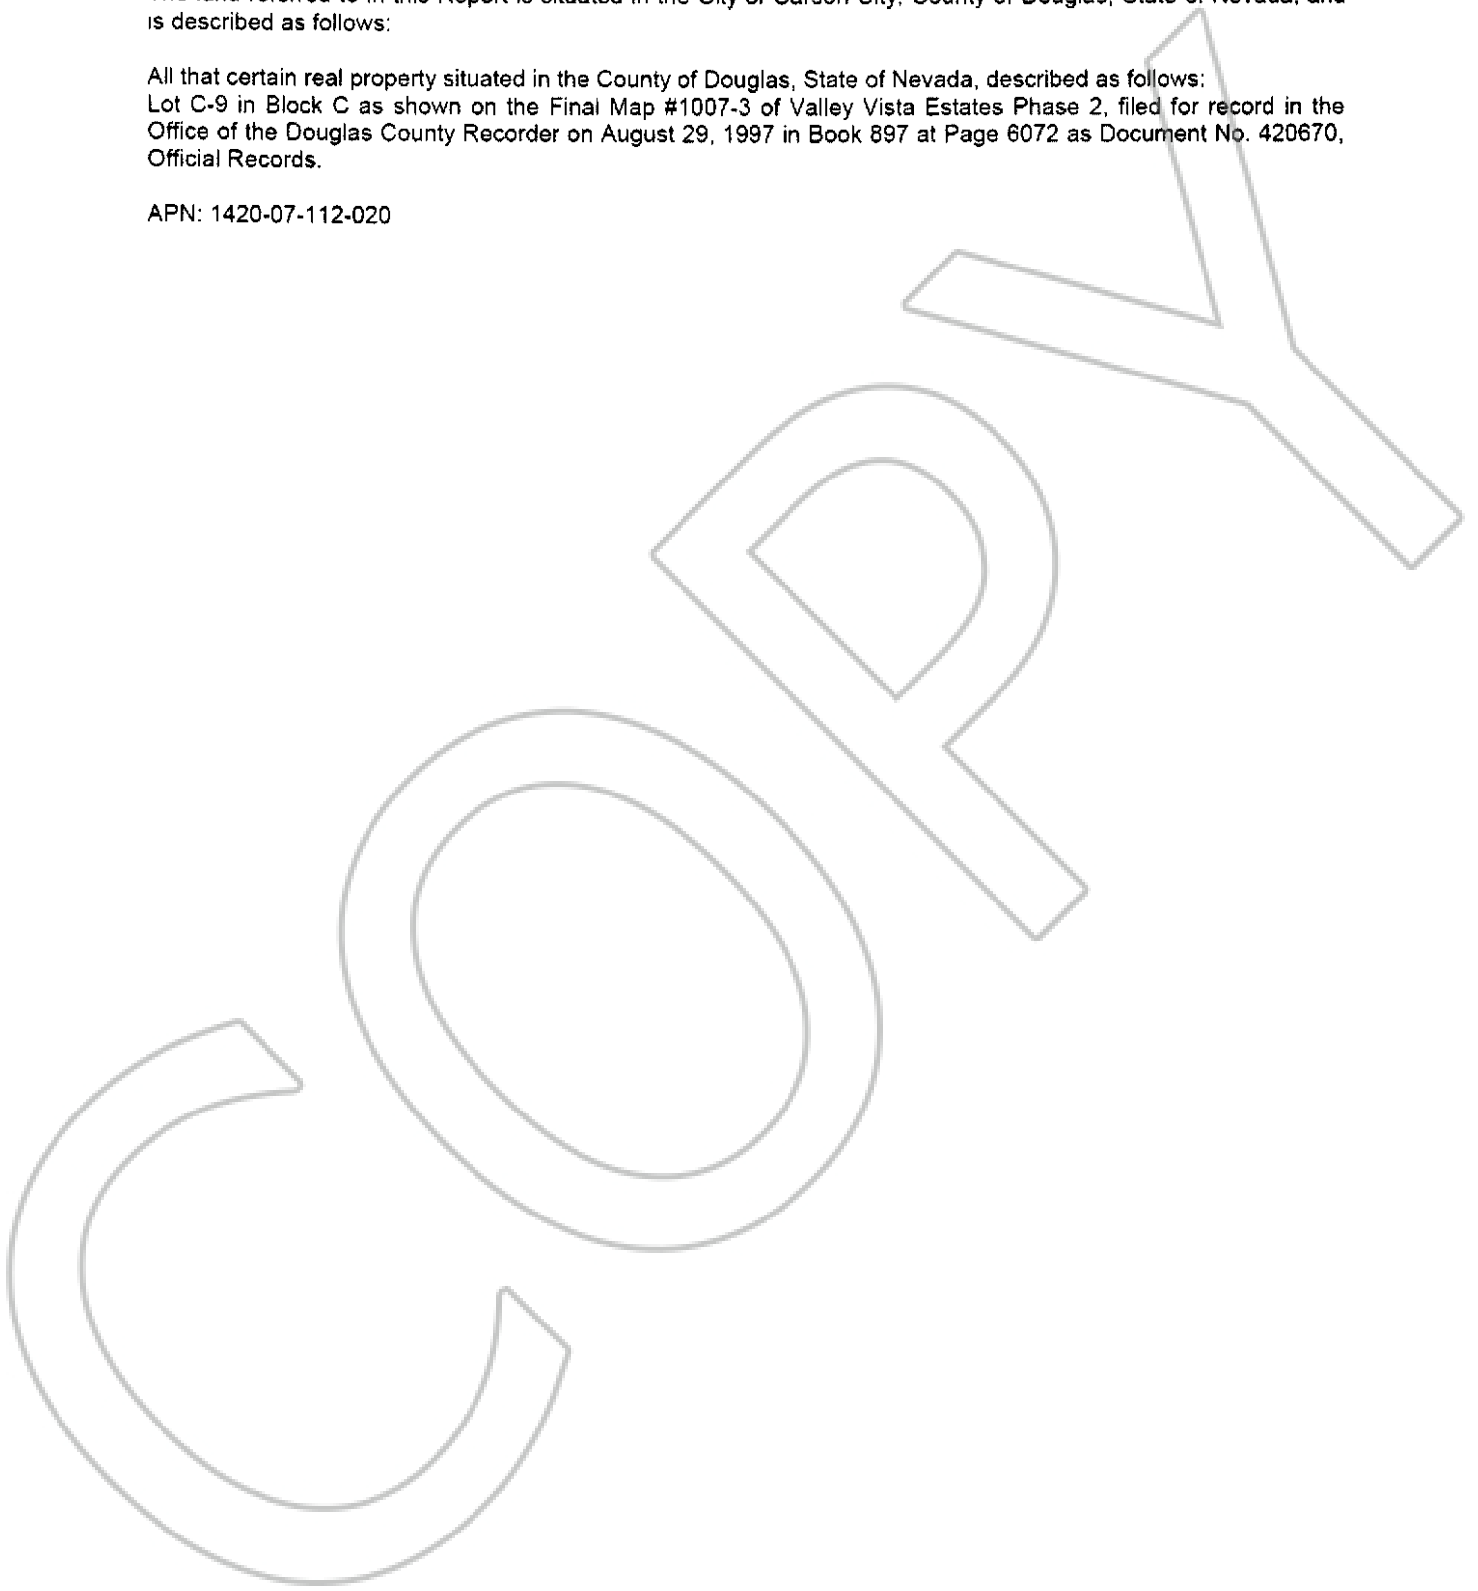 is described as follows:
All that certain real property situated in the County of Douglas, State of Nevada, described as follows:
Lot C-9 in Block C as shown on the Final Map #1007-3 of Valley Vista Estates Phase 2, filed for record in the
Office of the Douglas County Recorder on August 29, 1997 in Book 897 at Page 6072 as Document No. 420670,
Official Records.
APN: 1420-07-112-020
COPY